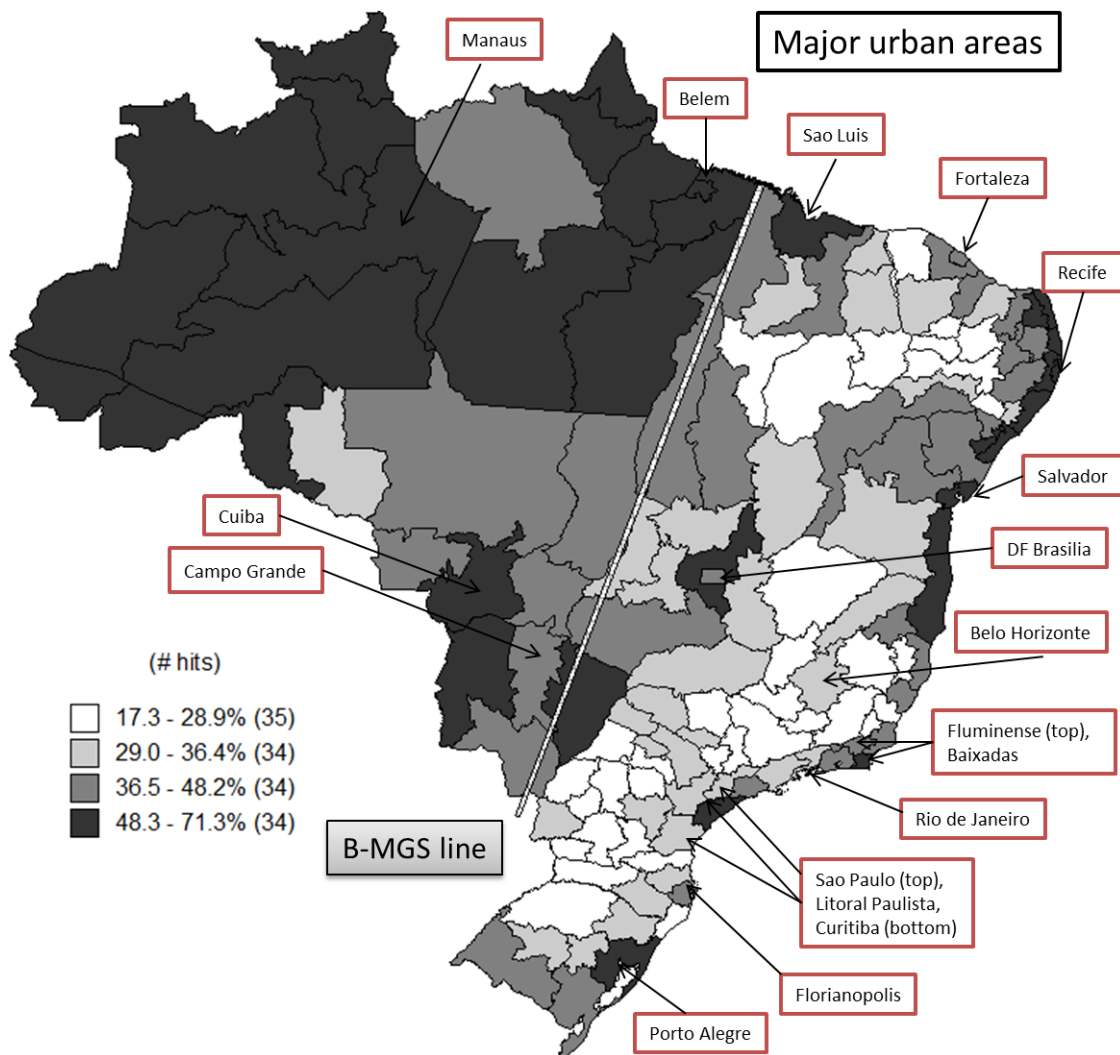 Major urban areas
Manaus
Belem
Sao Luis
Fortaleza
Recife
Salvador
Cuiba
DF Brasilia
Campo Grande
Belo Horizonte
(# hits)
17.3 - 28.9% (35)
29.0 - 36.4% (34)
36.5 - 48.2% (34)
48.3 - 71.3% (34)
Fluminense (top),
Baixadas
Rio de Janeiro
B-MGS line
Sao Paulo (top),
Litoral Paulista,
Curitiba (bottom)
Florianopolis
Porto Alegre